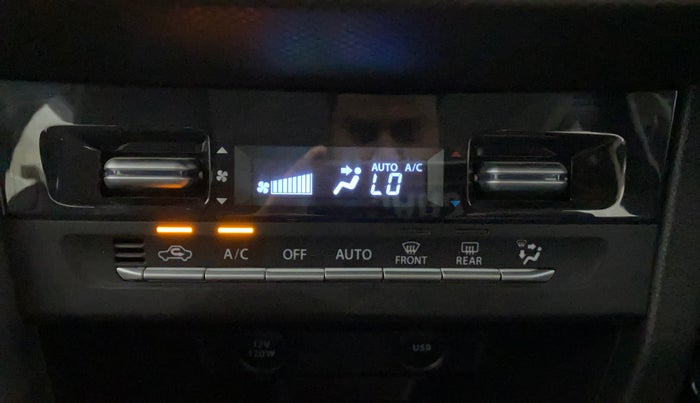 AUTO A/C
LO
A/C OFF AUTO FRONT REAR
12V
120W
USB